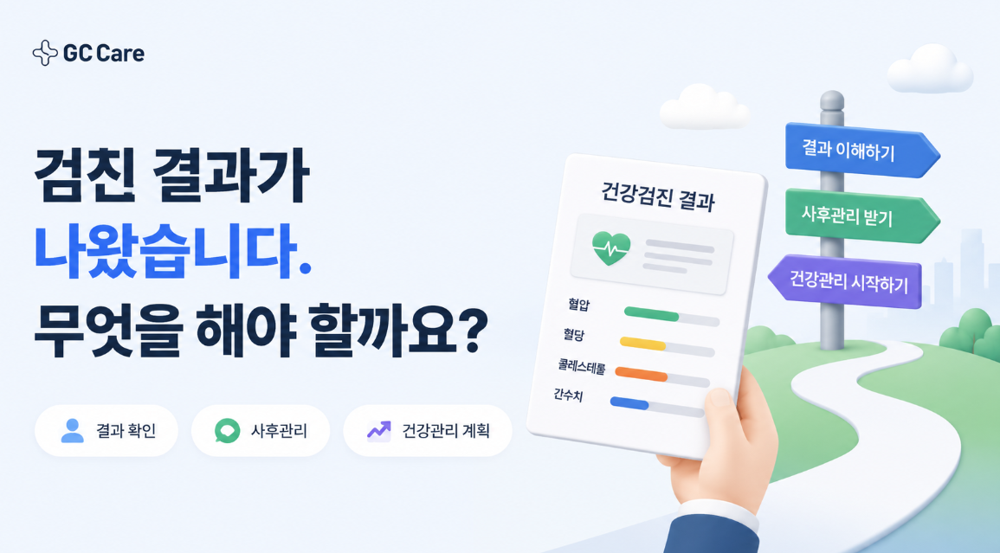 GC Care
검친 결과가
나왔습니다.
무엇을 해야 할까요?
결과 확인
사후관리
건강관리 계획
건강검진 결과
혈압
혈당
콜레스테롤
간수치
결과 이해하기
사후관리 받기
건강관리 시작하기